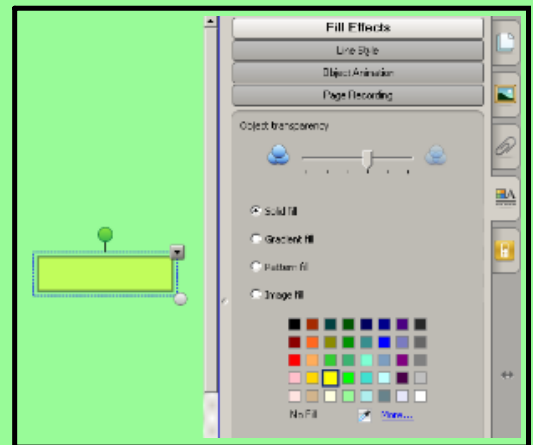 Fill Effects
Line Style
Object Animation
Page Recording
Object transparency
Solid fill
Gradient fill
Pattern fill
Image fill
No Fill
More...